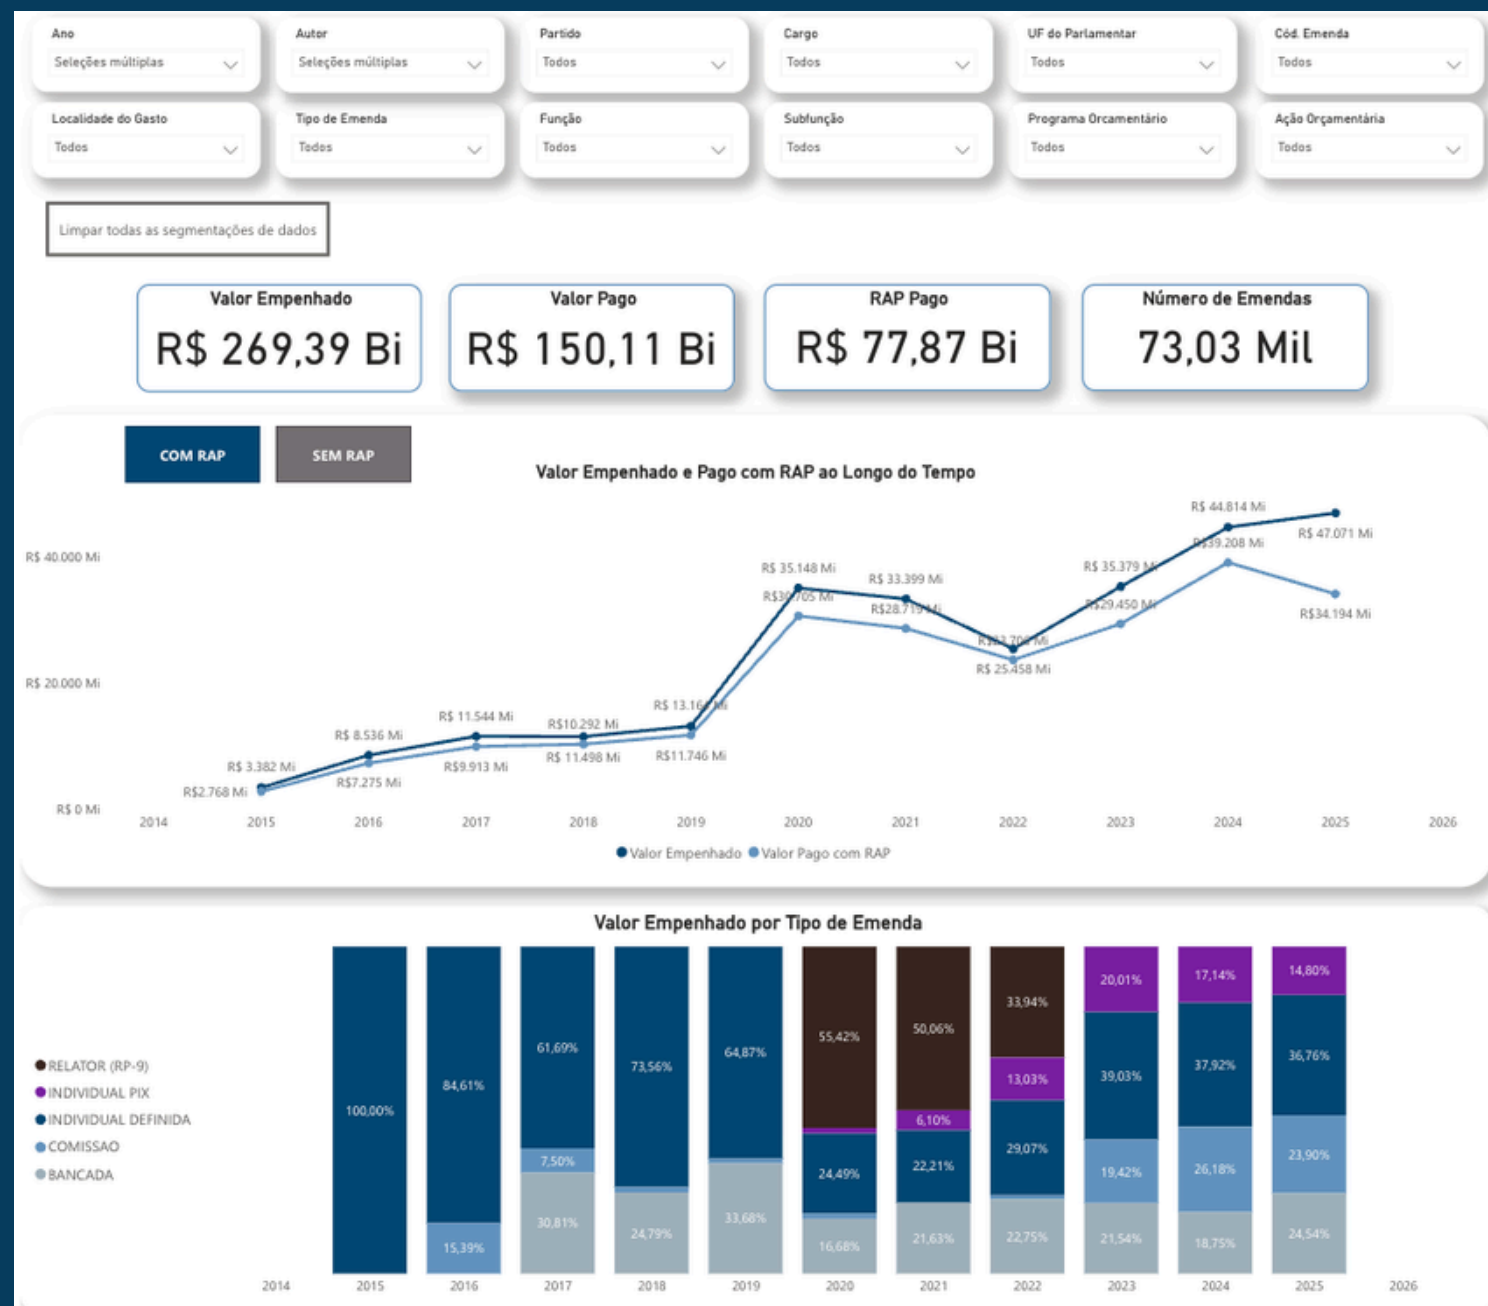 Ano Autor Partido Cargo UF do Parlamentar Cód. Emenda
Seleções múltiplas Seleções múltiplas Todos Todos Todos Todos
Localidade do Gasto Tipo de Emenda Função Subfunção Programa Orcamentário Ação Orçamentária
Todos Todos Todos Todos Todos Todos
Limpar todas as segmentações de dados
Valor Empenhado Valor Pago RAP Pago Número de Emendas
R$ 269,39 Bi R$ 150,11 Bi R$ 77,87 Bi 73,03 Mil
COM RAP SEM RAP
Valor Empenhado e Pago com RAP ao Longo do Tempo
R$ 44.814 Mi
R$ 47.071 Mi
R$39.208 Mi
R$ 40.000 Mi
R$ 35.148 Mi R$ 33.399 Mi R$ 35.379 Mi
R$30.705 Mi R$28.719 Mi R$29.450 Mi R$34.194 Mi
R$ 25.458 Mi
R$ 20.000 Mi
R$ 11.544 Mi R$10.292 Mi
R$ 8.536 Mi
R$ 3.382 Mi R$9.913 Mi R$ 11.498 Mi R$11.746 Mi
R$2.768 Mi R$7.275 Mi
R$ 0 Mi
2014 2015 2016 2017 2018 2019 2020 2021 2022 2023 2024 2025 2026
Valor Empenhado Valor Pago com RAP
Valor Empenhado por Tipo de Emenda
RELATOR (RP-9)
INDIVIDUAL PIX
INDIVIDUAL DEFINIDA
COMISSAO
BANCADA
100,00%
84,61%
15,39%
61,69%
7,50%
30,81%
73,56%
24,79%
64,87%
33,68%
55,42%
24,49%
16,68%
50,06%
6,10%
22,21%
21,63%
33,94%
13,03%
29,07%
22,75%
20,01%
39,03%
19,42%
21,54%
17,14%
37,92%
26,18%
18,75%
14,80%
36,76%
23,90%
24,54%
2014 2015 2016 2017 2018 2019 2020 2021 2022 2023 2024 2025 2026